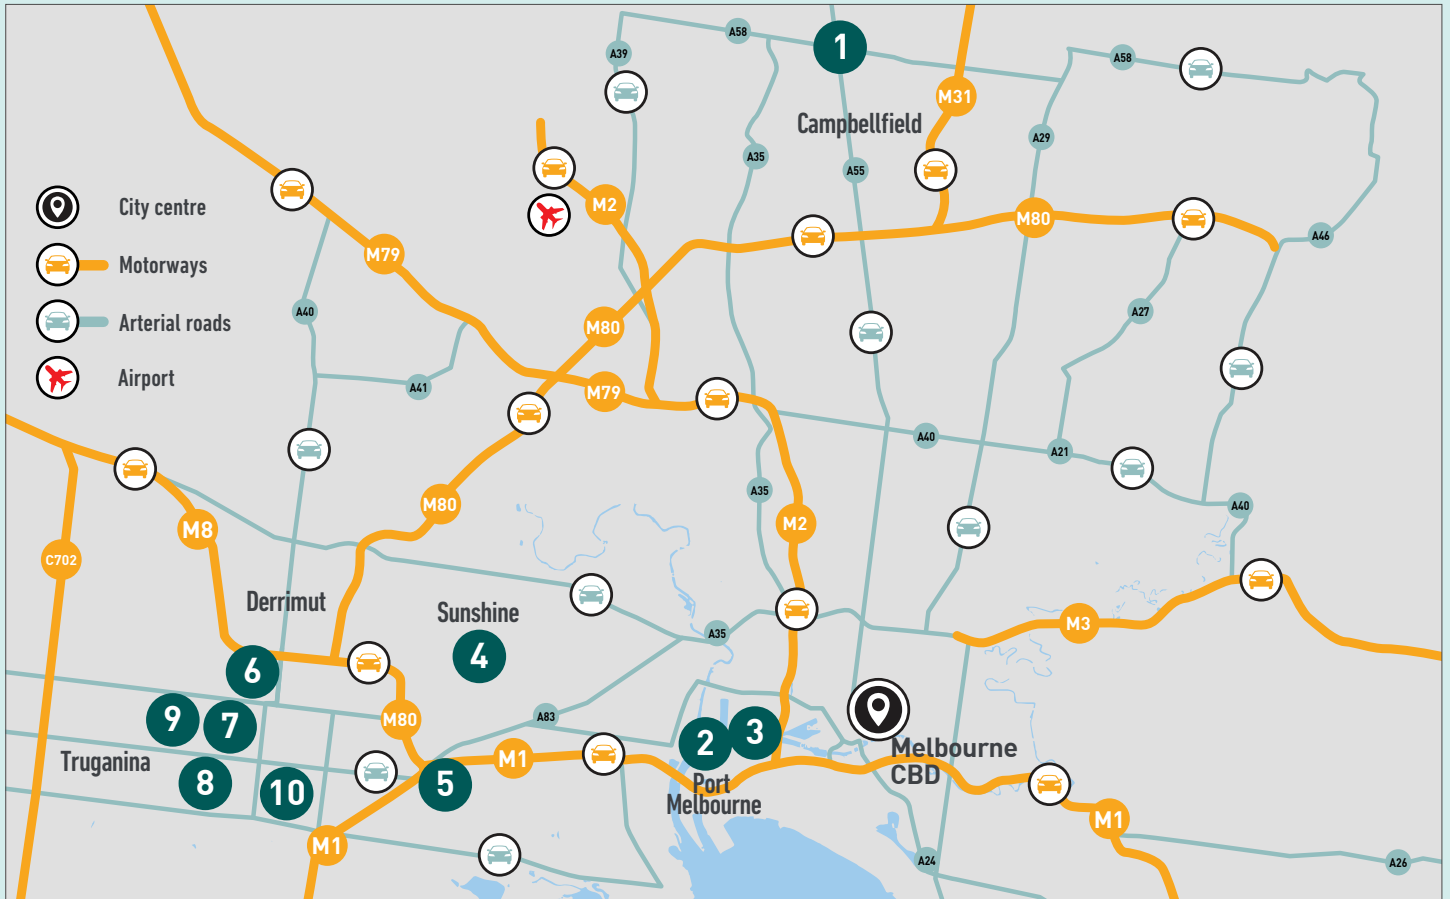 A58
1
A39
A58
M31
Campbellfield
A29
A35
A55
City centre
M2
M80
A46
M79
Motorways
A40
A27
Arterial roads
M80
Airport
A41
M79
A40
A21
A35
M80
A40
M8
M2
C702
Derrimut
Sunshine
M3
A35
4
6
9
7
M80
A83
2
3
Truganina
M1
Melbourne
CBD
8
10
5
Port
Melbourne
M1
M1
A24
A26